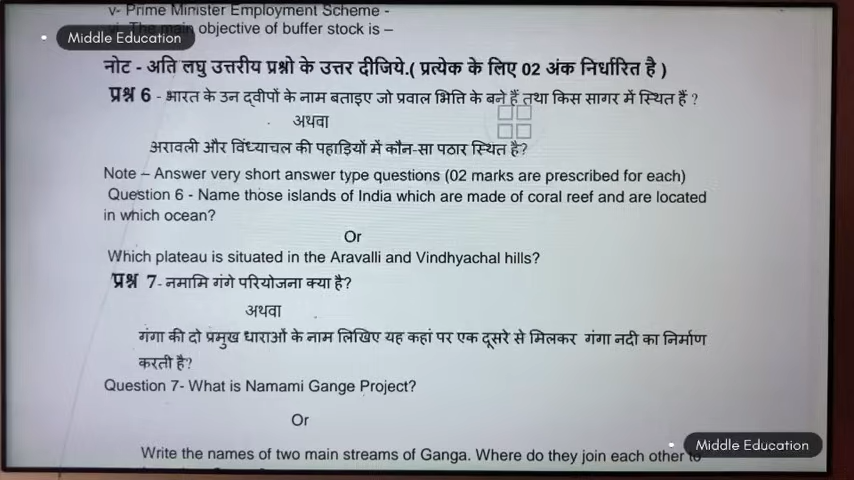 v- Prime Minister Employment Scheme -
vi- The main objective of buffer stock is –
Middle Education
नोट - अति लघु उत्तरीय प्रश्नो के उत्तर दीजिये.( प्रत्येक के लिए 02 अंक निर्धारित है )
प्रश्न 6 - भारत के उन द्वीपों के नाम बताइए जो प्रवाल भित्ति के बने हैं तथा किस सागर में स्थित हैं ?
अथवा
अरावली और विंध्याचल की पहाड़ियों में कौन-सा पठार स्थित है?
Note – Answer very short answer type questions (02 marks are prescribed for each)
Question 6 - Name those islands of India which are made of coral reef and are located
in which ocean?
Or
Which plateau is situated in the Aravalli and Vindhyachal hills?
प्रश्न 7- नमामि गंगे परियोजना क्या है?
अथवा
गंगा की दो प्रमुख धाराओं के नाम लिखिए यह कहां पर एक दूसरे से मिलकर गंगा नदी का निर्माण
करती है?
Question 7- What is Namami Gange Project?
Or
Write the names of two main streams of Ganga. Where do they join each other to
Middle Education